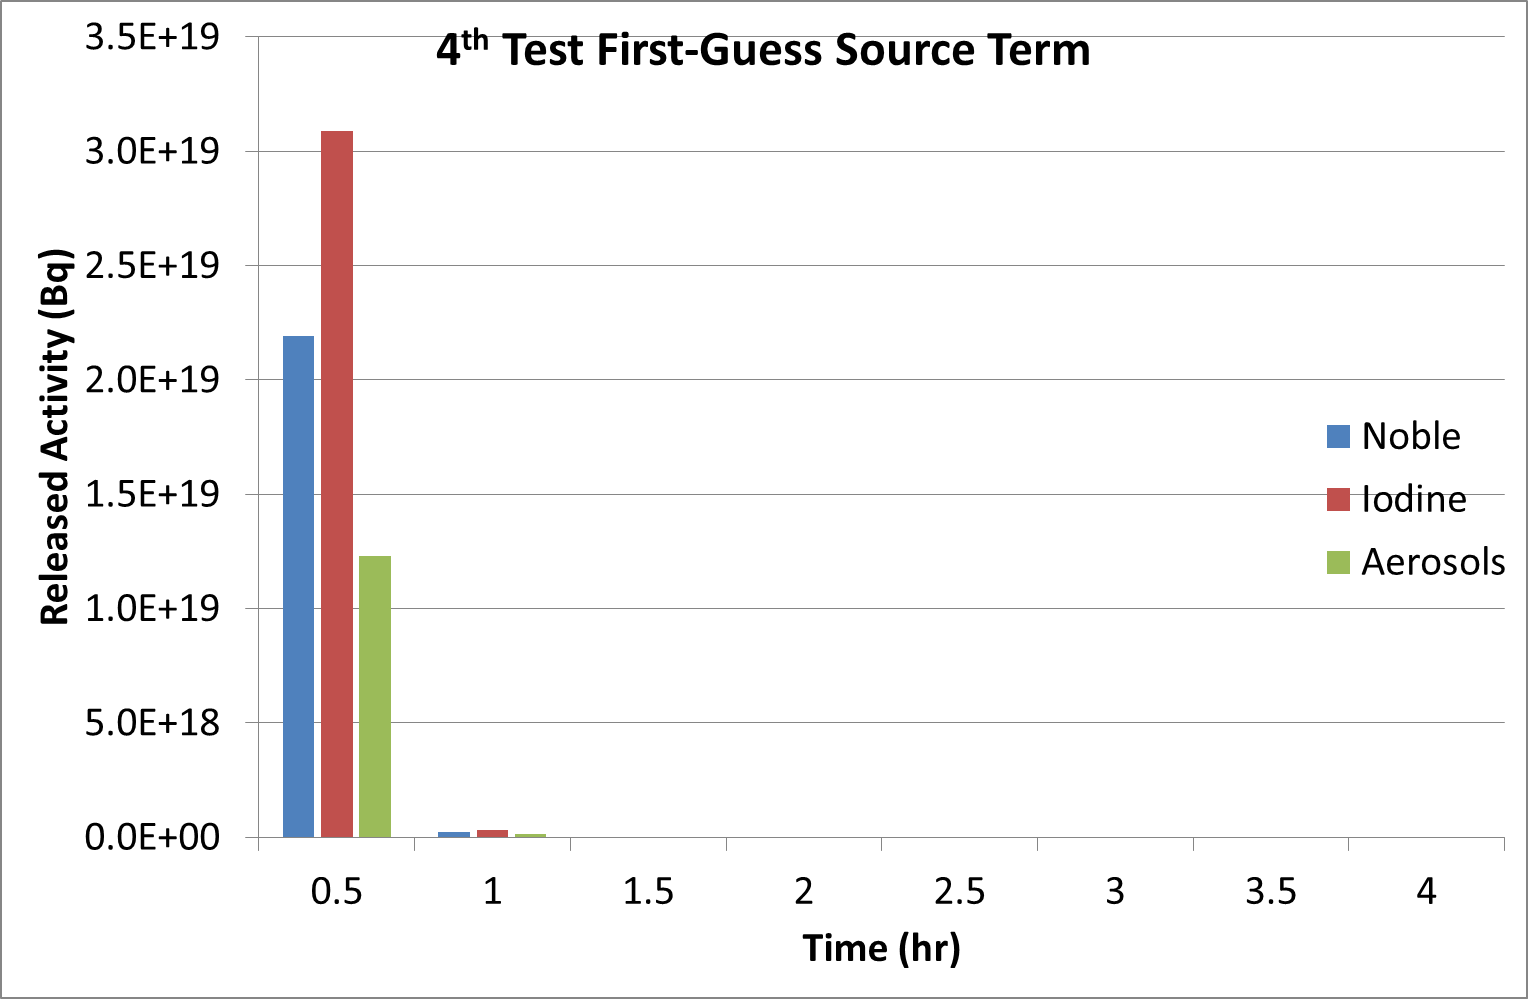 4th Test First-Guess Source Term
3.5E+19
3.0E+19
2.5E+19
2.0E+19
1.5E+19
1.0E+19
5.0E+18
0.0E+00
Released Activity (Bq)
Noble
Iodine
Aerosols
0.5 1 1.5 2 2.5 3 3.5 4
Time (hr)